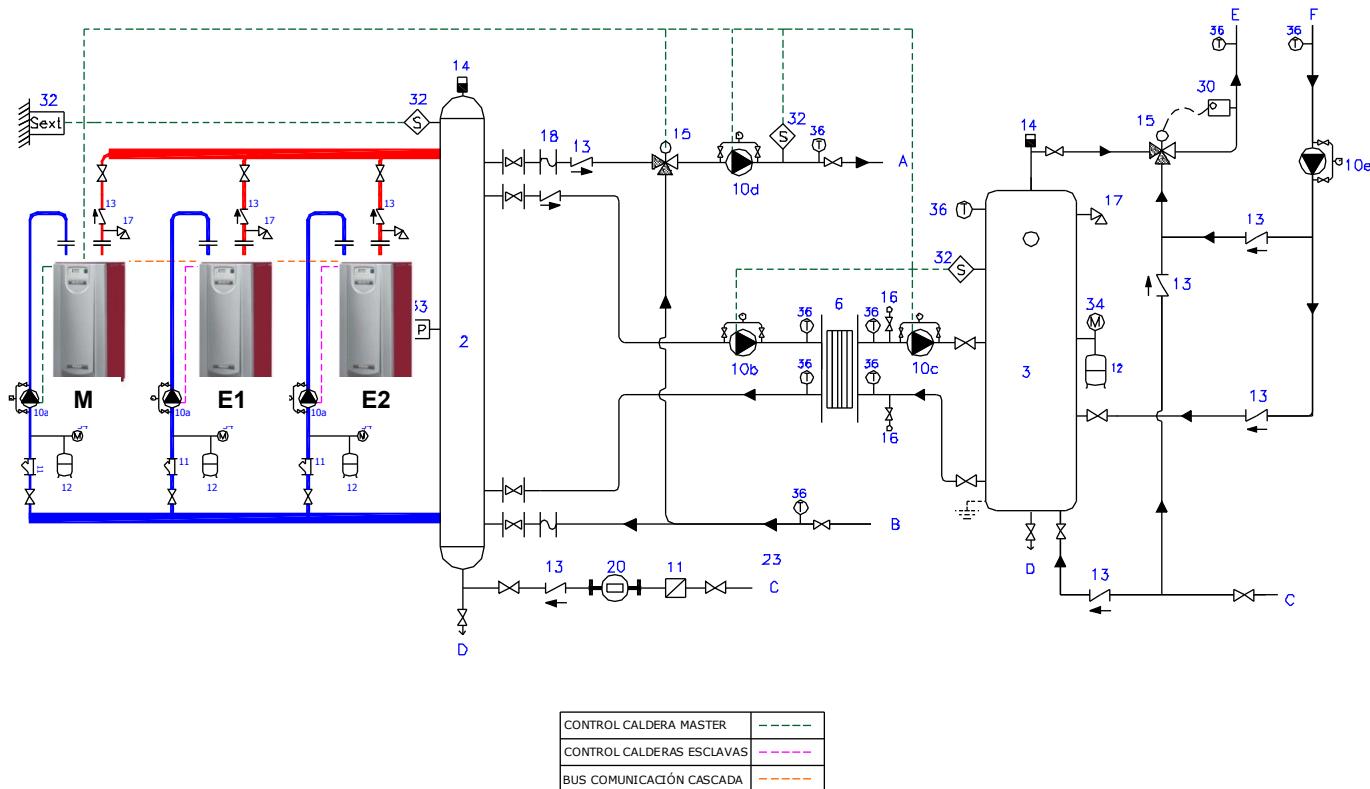 E F
36 36
14
30
32 32 32
15
14
15
Sext S S 36 T
T T
18 13
A
10d
10e
13 17 13 17 13 17
36 T
17
13
32 S
13
P
2
6
36 36 16 36
34
M
T T T T
10b 10c
3
12
M E1 E2
10a 10a 10a
16
13
M M M
11 11 11
12 12 12
36
T
B
23
13 20 11
C
D
D
13
C
CONTROL CALDERA MASTER
CONTROL CALDERAS ESCLAVAS
BUS COMUNICACIÓN CASCADA